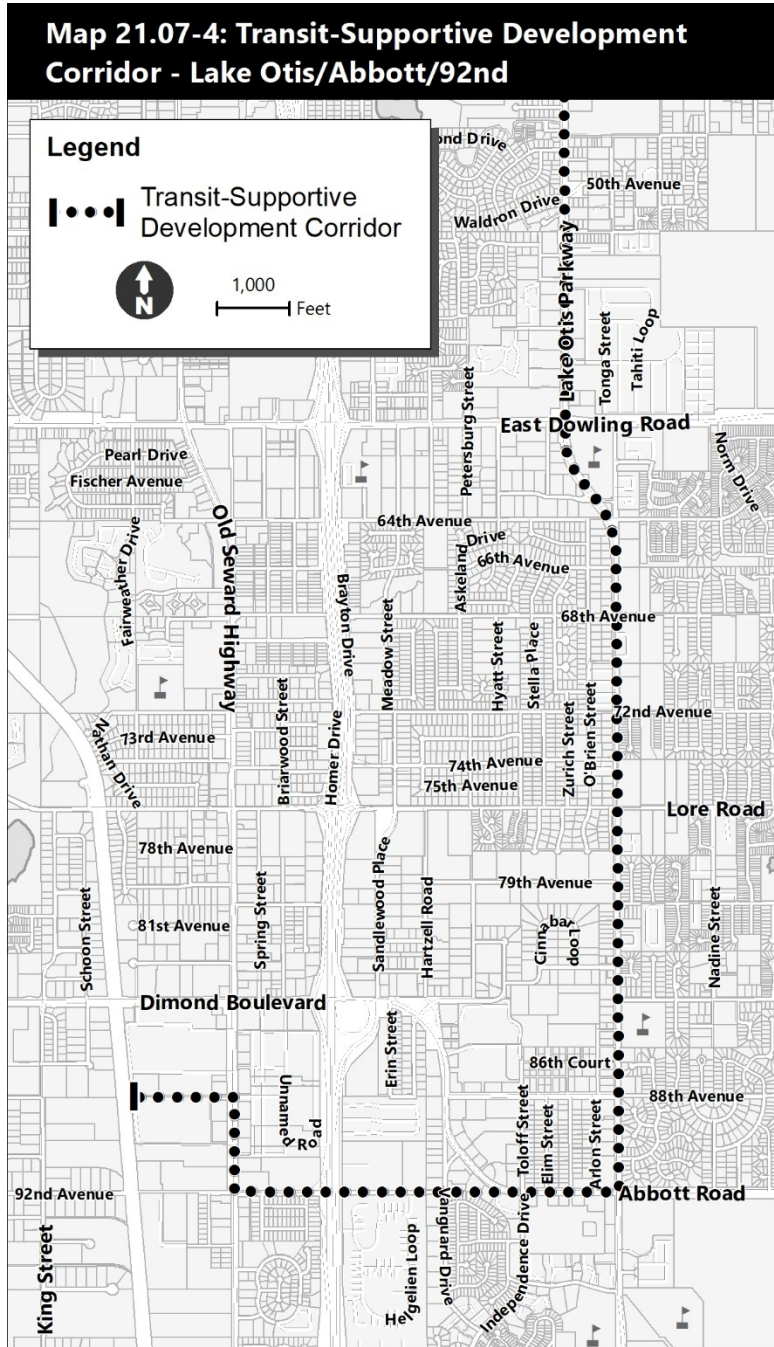 Map 21.07-4: Transit-Supportive Development
Corridor - Lake Otis/Abbott/92nd
Legend
Transit-Supportive
Development Corridor
N
1,000
Feet
ond Drive
50th Avenue
Waldron Drive
Lake Otis Parkway
Tonga Street
Tahiti Loop
Petersburg Street
East Dowling Road
Norm Drive
Pearl Drive
Fischer Avenue
Old Seward Highway
64th Avenue
Askeland Drive
66th Avenue
Fairweather Drive
Brayton Drive
68th Avenue
Meadow Street
Hyatt Street
Stella Place
72nd Avenue
Nathan Drive
73rd Avenue
Briarwood Street
Homer Drive
Zurich Street
O'Brien Street
74th Avenue
75th Avenue
Lore Road
78th Avenue
Schoon Street
Sandlewood Place
79th Avenue
81st Avenue
Spring Street
Hartzell Road
Cinnebar Loop
Nadine Street
Dimond Boulevard
Erin Street
86th Court
88th Avenue
Unnamed Road
Toloff Street
Elim Street
Arlon Street
92nd Avenue
Abbott Road
King Street
Helgelien Loop
Vanguard Drive
Independence Drive